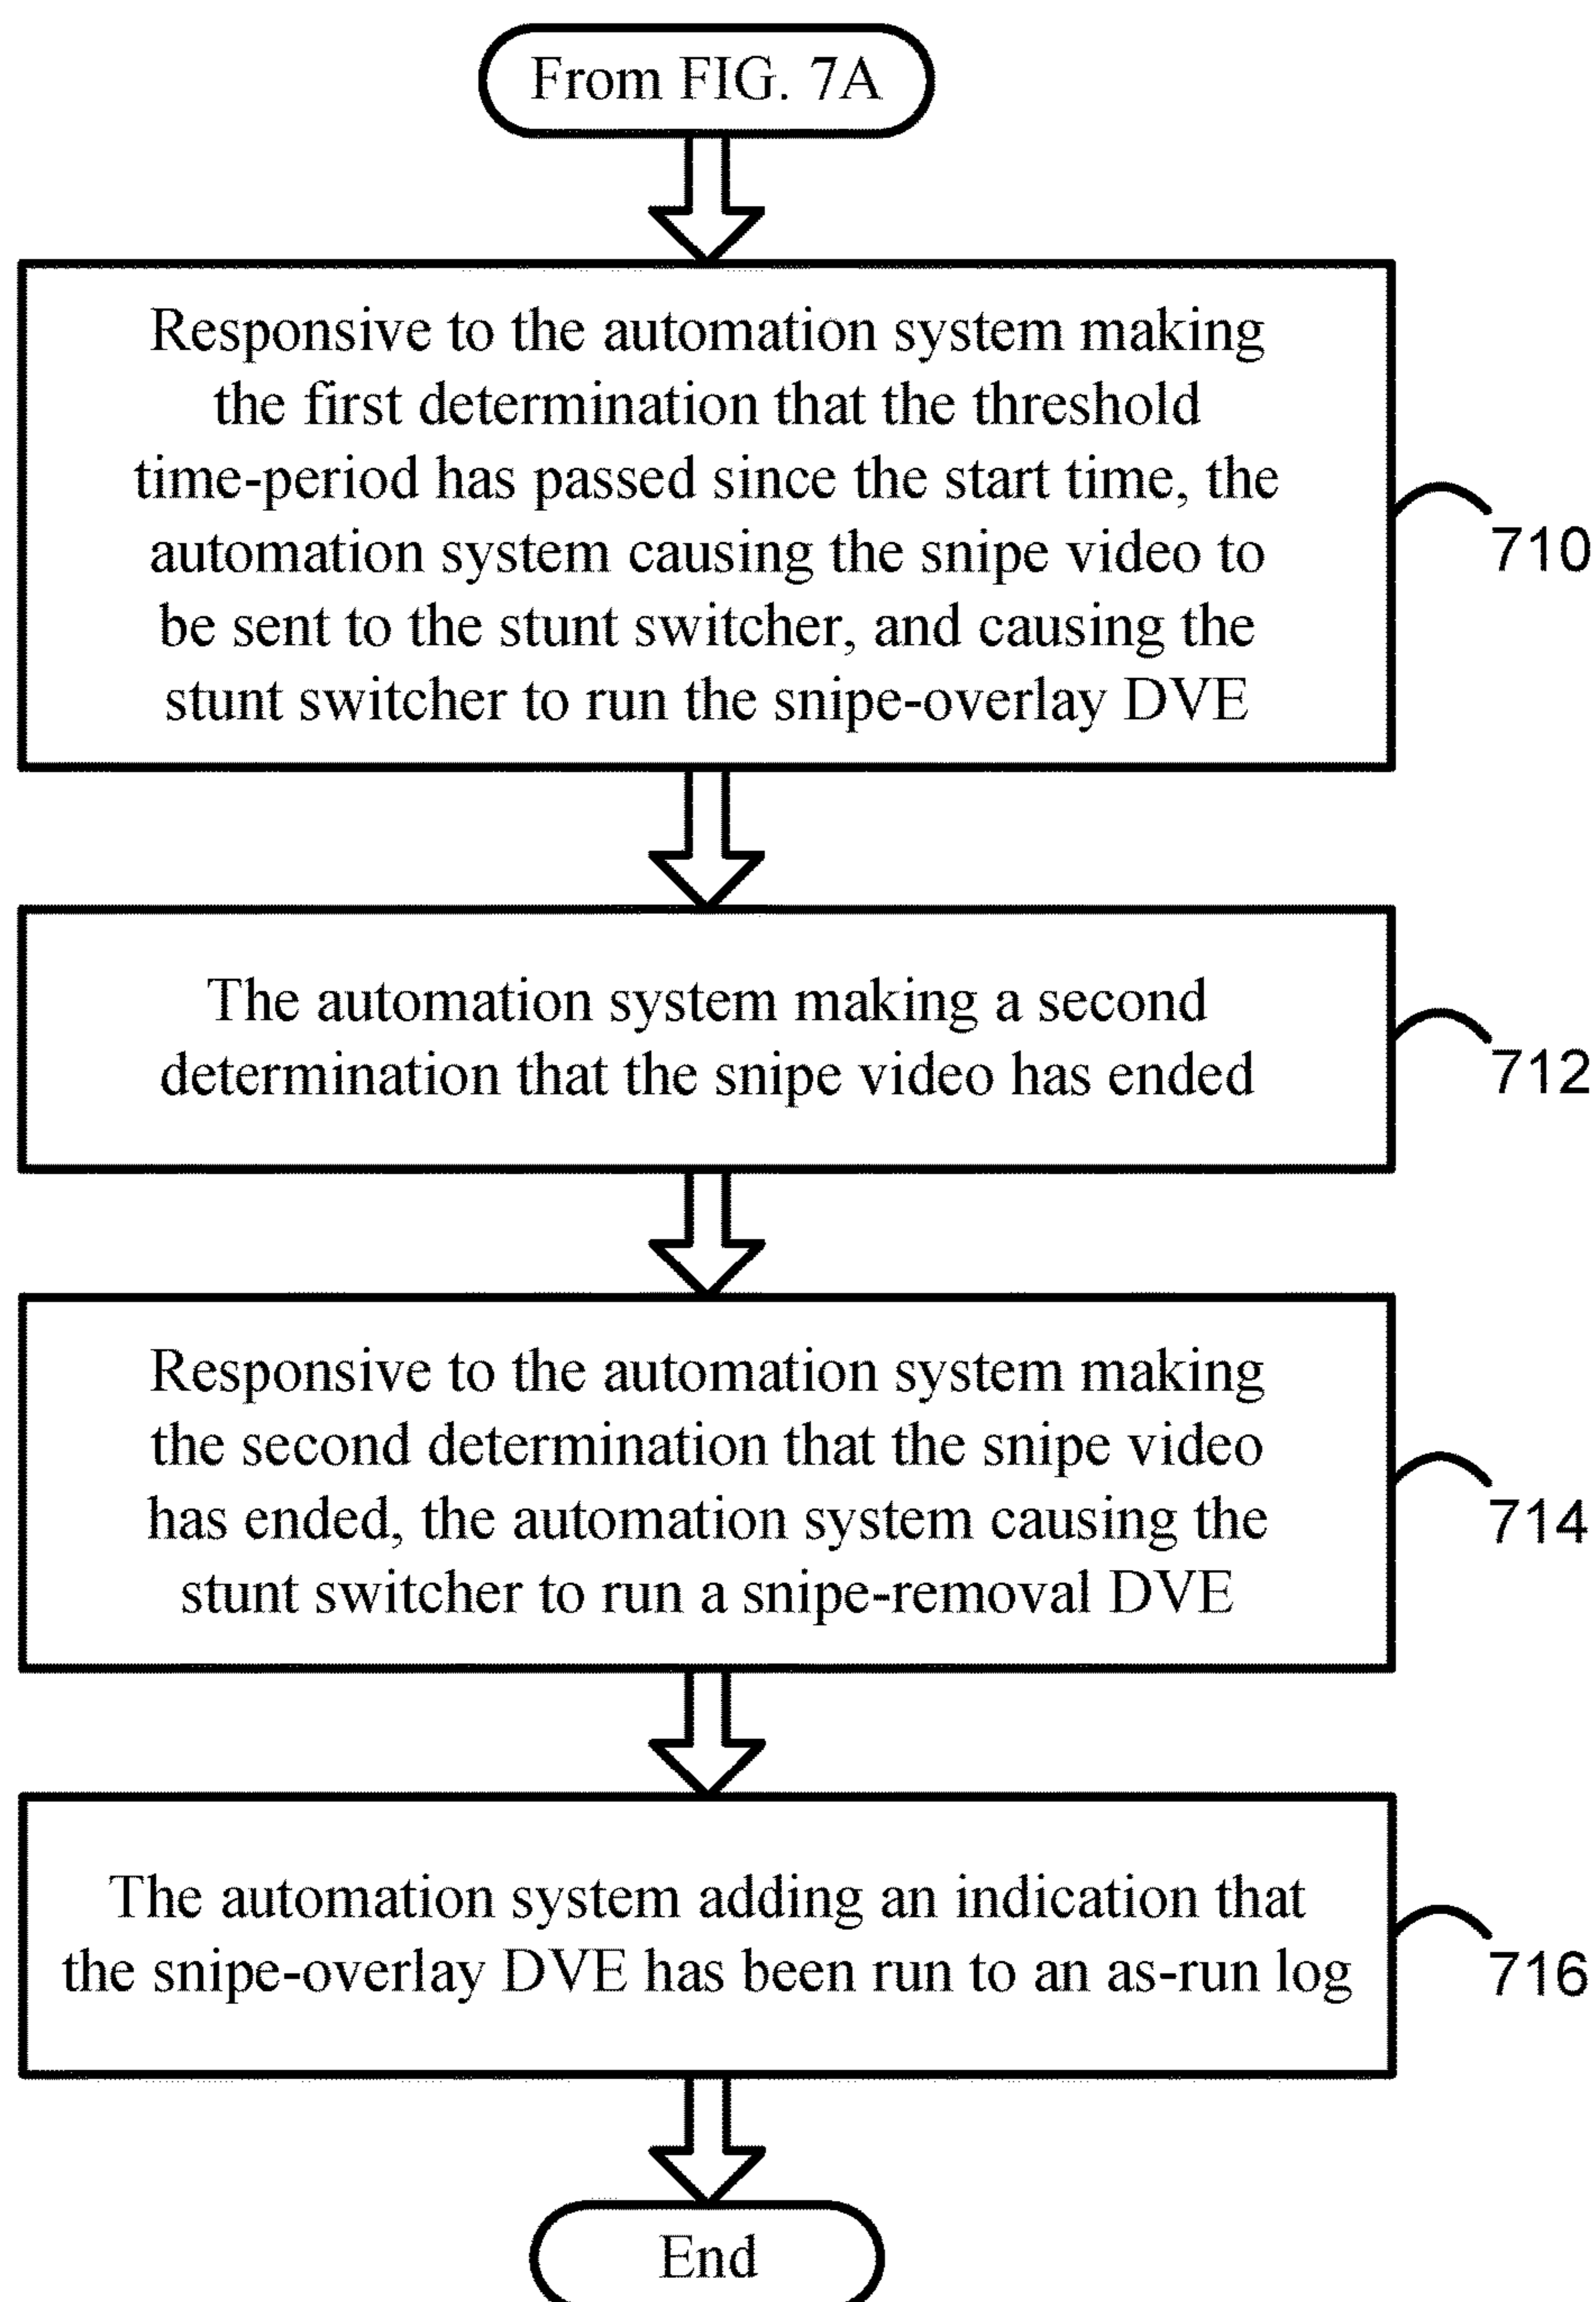 From FIG. 7A
Responsive to the automation system making
the first determination that the threshold
time-period has passed since the start time, the
automation system causing the snipe video to
be sent to the stunt switcher, and causing the
stunt switcher to run the snipe-overlay DVE
710
The automation system making a second
determination that the snipe video has ended
712
Responsive to the automation system making
the second determination that the snipe video
has ended, the automation system causing the
stunt switcher to run a snipe-removal DVE
714
The automation system adding an indication that
the snipe-overlay DVE has been run to an as-run log
716
End